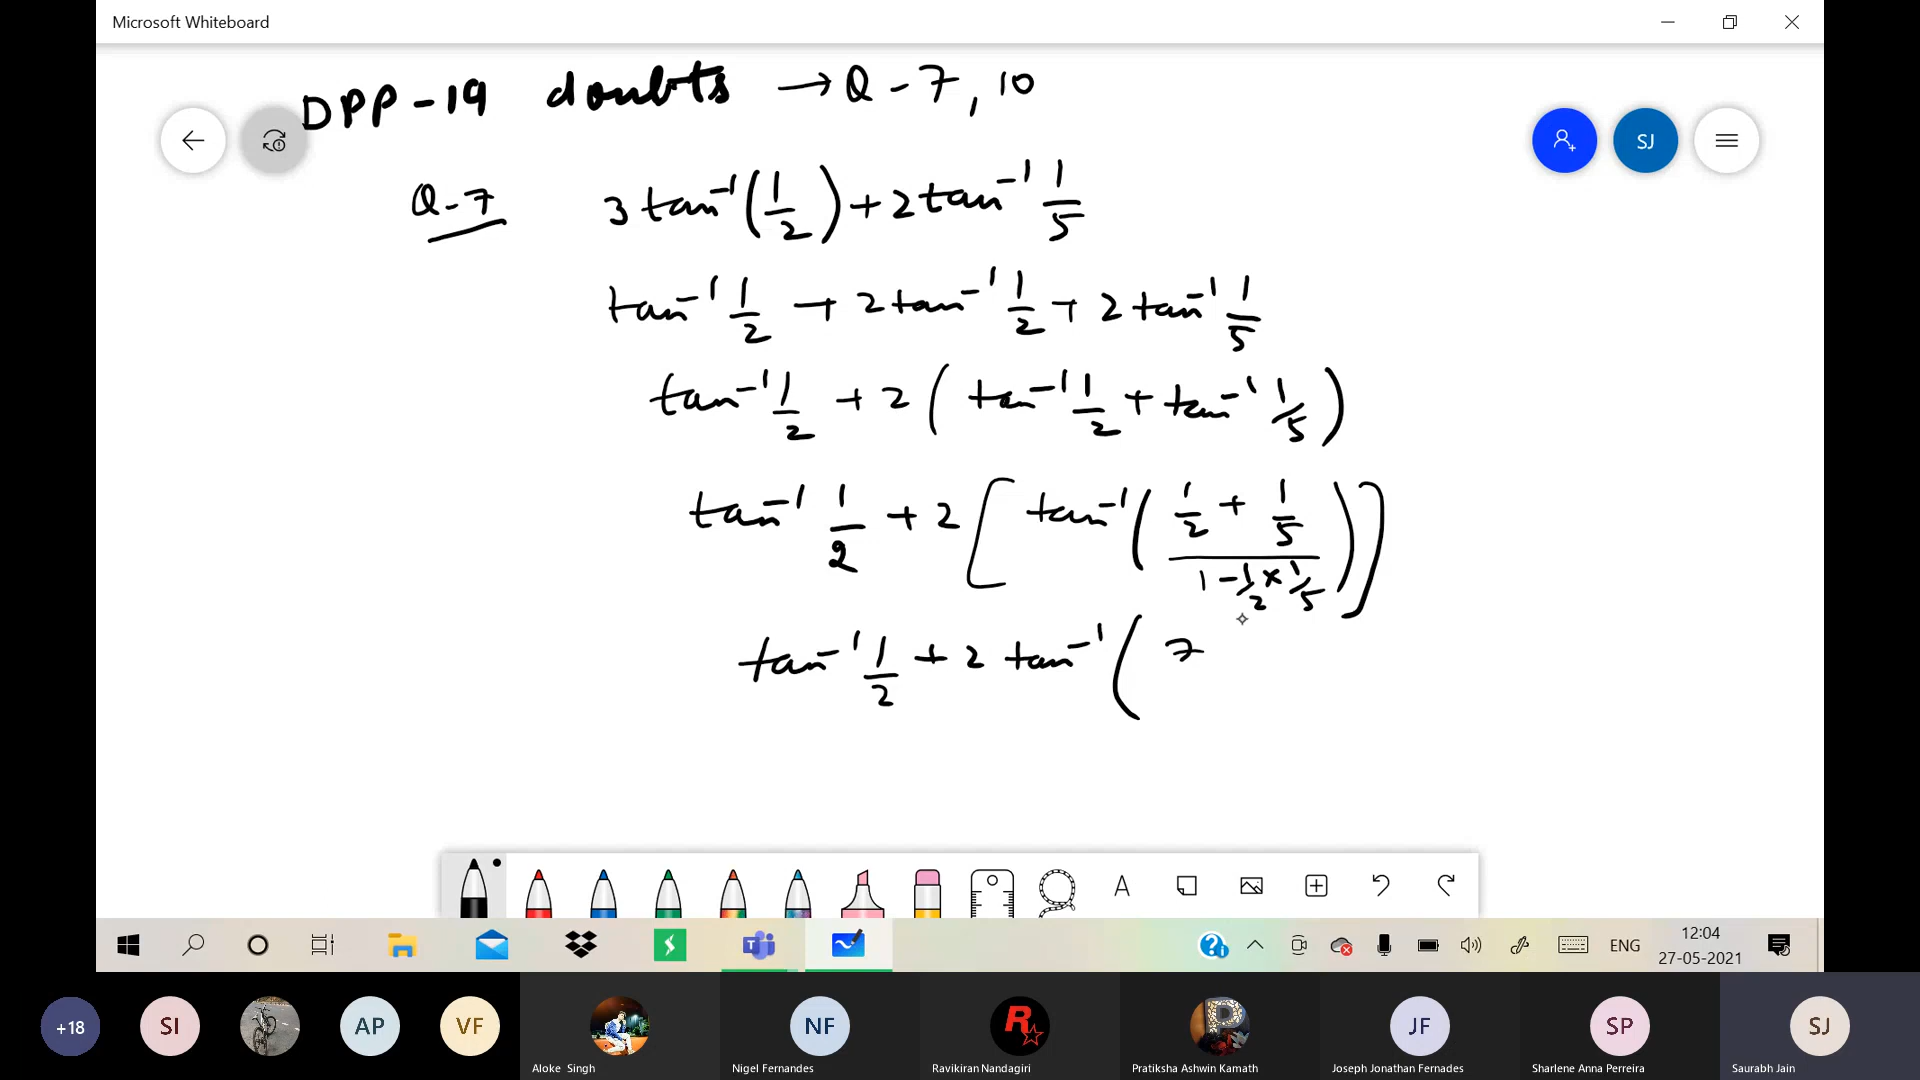 Microsoft Whiteboard
DPP-19 doubts → Q-7, 10
SJ
Q-7 3 tan⁻¹(1/2) + 2 tan⁻¹ 1/5
tan⁻¹ 1/2 + 2 tan⁻¹ 1/2 + 2 tan⁻¹ 1/5
tan⁻¹ 1/2 + 2 ( tan⁻¹ 1/2 + tan⁻¹ 1/5 )
tan⁻¹ 1/2 + 2 [ tan⁻¹ ( (1/2 + 1/5) / (1 - 1/2 × 1/5) ) ]
tan⁻¹ 1/2 + 2 tan⁻¹ ( 7
A
ENG
12:04
27-05-2021
+18 SI AP VF NF JF SP SJ
Aloke Singh Nigel Fernandes Ravikiran Nandagiri Pratiksha Ashwin Kamath Joseph Jonathan Fernades Sharlene Anna Perreira Saurabh Jain